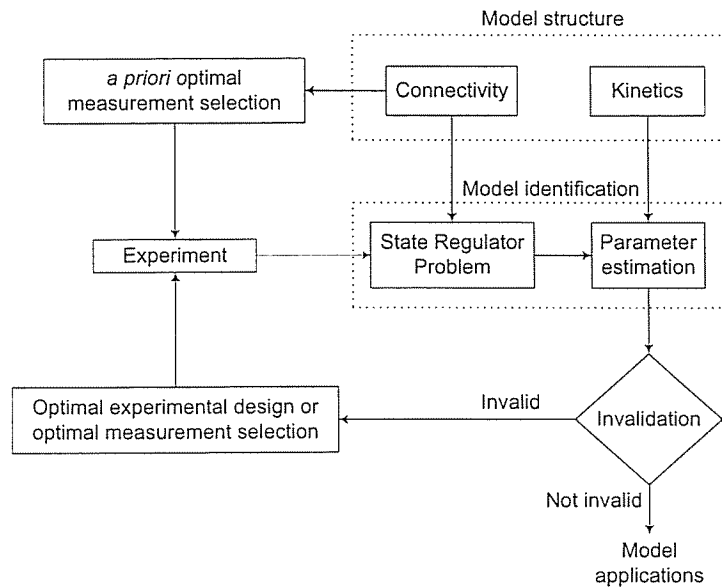 Model structure
a priori optimal
measurement selection
Connectivity
Kinetics
Model identification
Experiment
State Regulator
Problem
Parameter
estimation
Optimal experimental design or
optimal measurement selection
Invalid
Invalidation
Not invalid
Model
applications